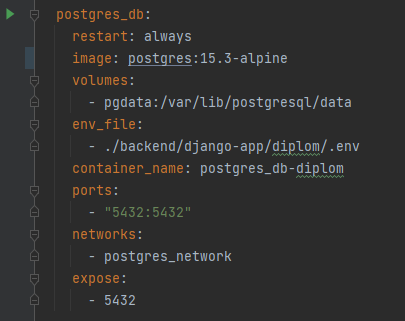 postgres_db:
restart: always
image: postgres:15.3-alpine
volumes:
- pgdata:/var/lib/postgresql/data
env_file:
- ./backend/django-app/diplom/.env
container_name: postgres_db-diplom
ports:
- "5432:5432"
networks:
- postgres_network
expose:
- 5432